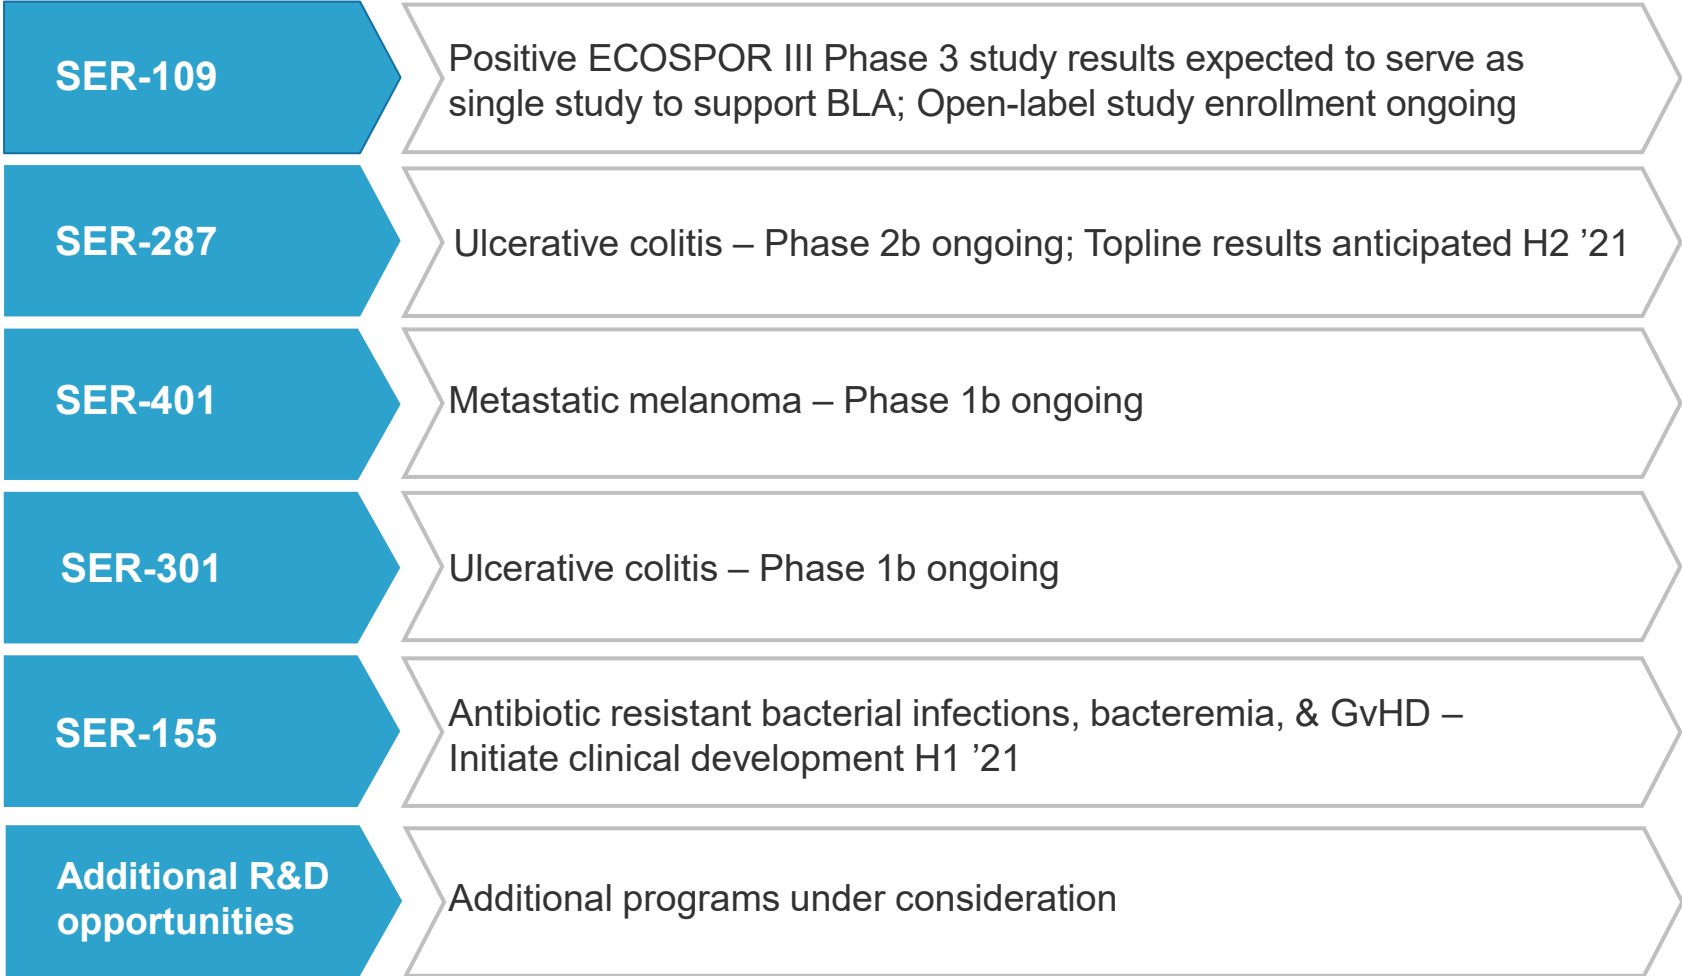 SER-109
Positive ECOSPOR III Phase 3 study results expected to serve as
single study to support BLA; Open-label study enrollment ongoing
SER-287
Ulcerative colitis – Phase 2b ongoing; Topline results anticipated H2 ’21
SER-401
Metastatic melanoma – Phase 1b ongoing
SER-301
Ulcerative colitis – Phase 1b ongoing
SER-155
Antibiotic resistant bacterial infections, bacteremia, & GvHD –
Initiate clinical development H1 ’21
Additional R&D
opportunities
Additional programs under consideration